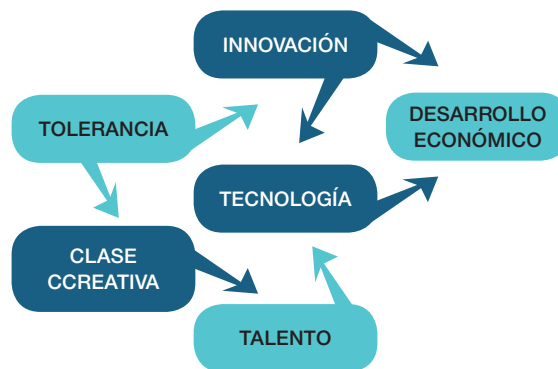 INNOVACIÓN
TOLERANCIA
DESARROLLO
ECONÓMICO
TECNOLOGÍA
CLASE
CCREATIVA
TALENTO